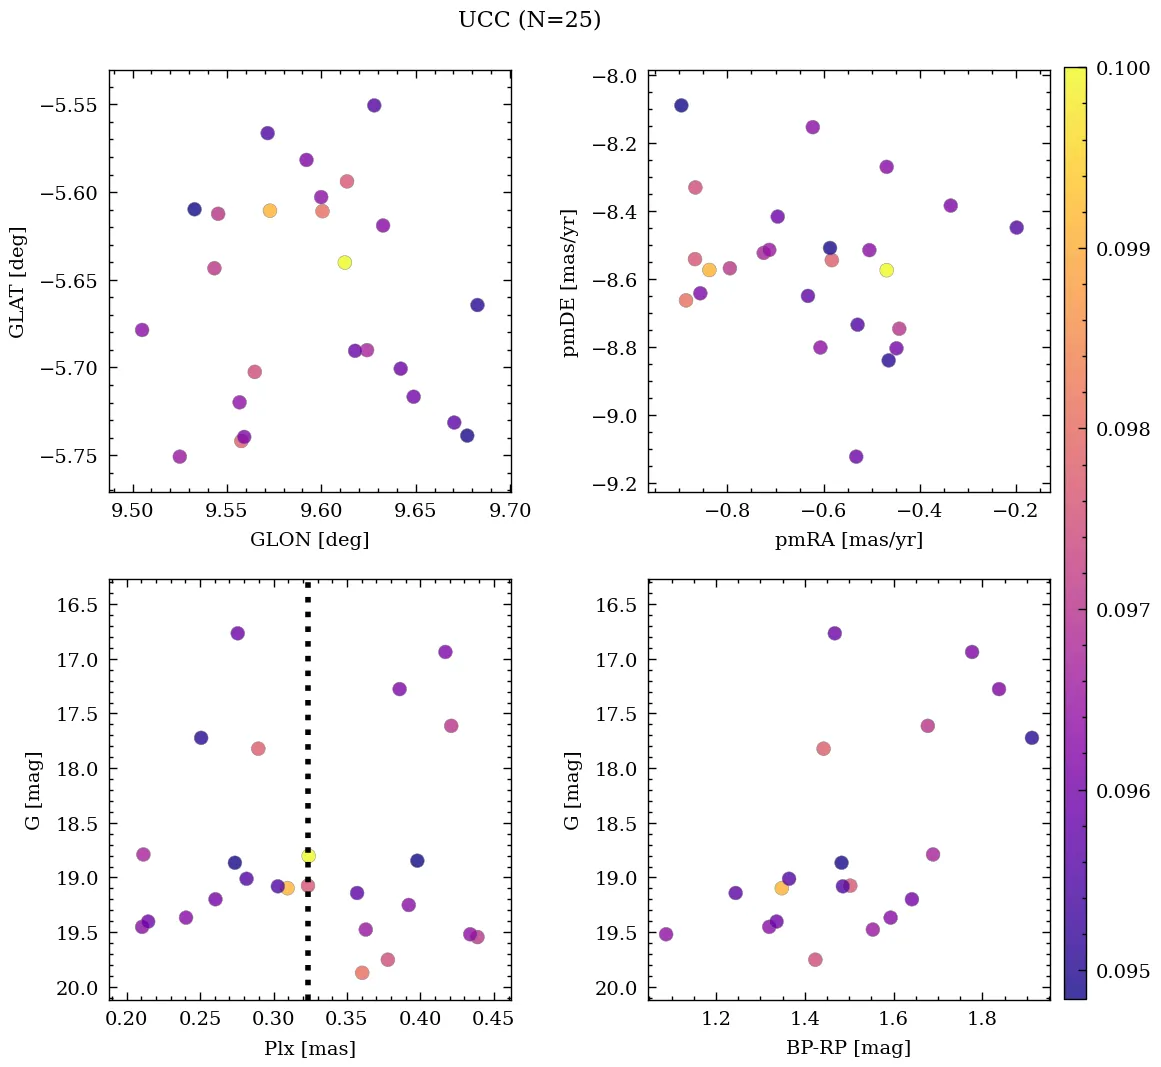 UCC (N=25)
−5.55
−5.60
−5.65
−5.70
−5.75
GLAT [deg]
9.50 9.55 9.60 9.65 9.70
GLON [deg]
−8.0
−8.2
−8.4
−8.6
−8.8
−9.0
−9.2
pmDE [mas/yr]
−0.8 −0.6 −0.4 −0.2
pmRA [mas/yr]
16.5
17.0
17.5
18.0
18.5
19.0
19.5
20.0
G [mag]
0.20 0.25 0.30 0.35 0.40 0.45
Plx [mas]
16.5
17.0
17.5
18.0
18.5
19.0
19.5
20.0
G [mag]
1.2 1.4 1.6 1.8
BP-RP [mag]
0.100
0.099
0.098
0.097
0.096
0.095